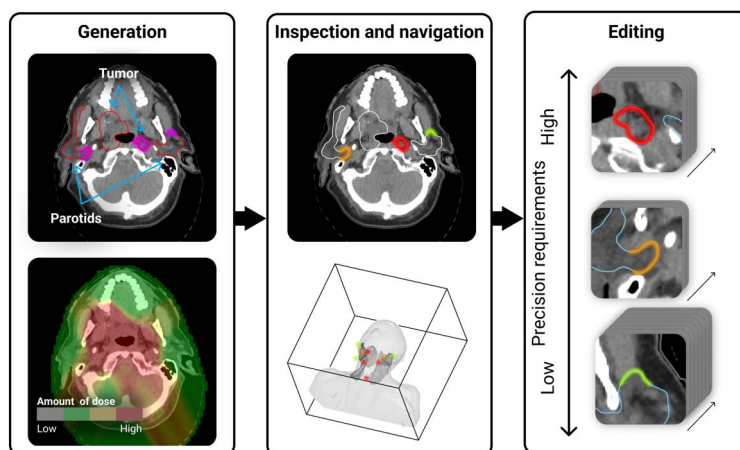 Generation
Tumor
Parotids
Amount of dose
Low High
Inspection and navigation
Editing
High
Precision requirements
Low